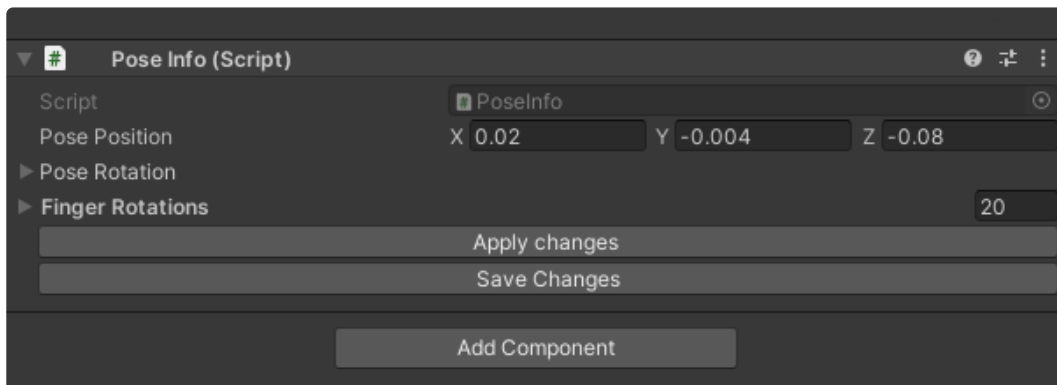 # Pose Info (Script)
Script # PoseInfo
Pose Position X 0.02 Y -0.004 Z -0.08
Pose Rotation
Finger Rotations 20
Apply changes
Save Changes
Add Component